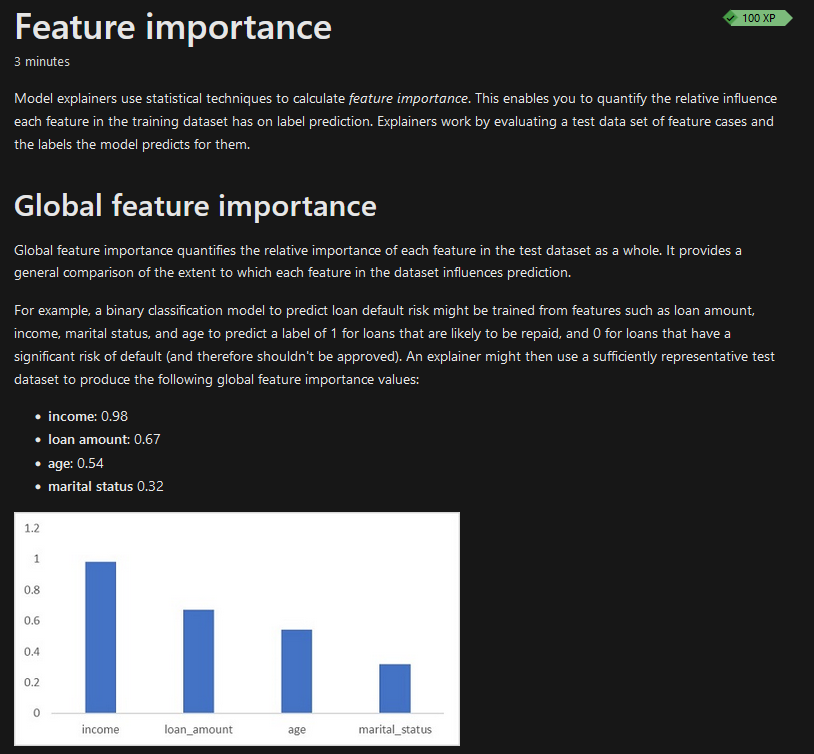 Feature importance
100 XP
3 minutes
Model explainers use statistical techniques to calculate feature importance. This enables you to quantify the relative influence
each feature in the training dataset has on label prediction. Explainers work by evaluating a test data set of feature cases and
the labels the model predicts for them.
Global feature importance
Global feature importance quantifies the relative importance of each feature in the test dataset as a whole. It provides a
general comparison of the extent to which each feature in the dataset influences prediction.
For example, a binary classification model to predict loan default risk might be trained from features such as loan amount,
income, marital status, and age to predict a label of 1 for loans that are likely to be repaid, and 0 for loans that have a
significant risk of default (and therefore shouldn't be approved). An explainer might then use a sufficiently representative test
dataset to produce the following global feature importance values:
• income: 0.98
• loan amount: 0.67
• age: 0.54
• marital status 0.32
1.2
1
0.8
0.6
0.4
0.2
0
income loan_amount age marital_status